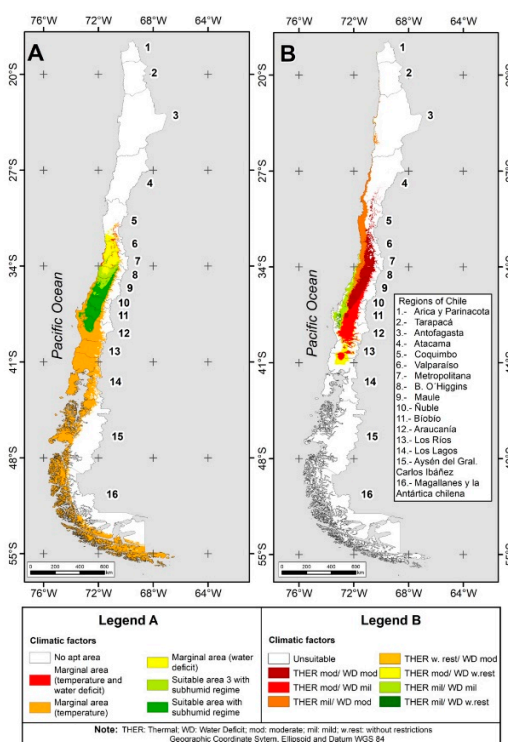 76°W 72°W 68°W 64°W 76°W 72°W 68°W 64°W
A
B
1
2
3
4
5
6
7
8
9
10
11
12
13
14
15
16
1
2
3
4
5
6
7
8
9
10
11
12
13
14
15
16
20°S
27°S
34°S
41°S
48°S
55°S
Pacific Ocean
Pacific Ocean
Regions of Chile
1.- Arica y Parinacota
2.- Tarapacá
3.- Antofagasta
4.- Atacama
5.- Coquimbo
6.- Valparaíso
7.- Metropolitana
8.- B. O´Higgins
9.- Maule
10.- Ñuble
11.- Bíobío
12.- Araucanía
13.- Los Ríos
14.- Los Lagos
15.- Aysén del Gral.
Carlos Ibáñez
16.- Magallanes y la
Antártica chilena
76°W 72°W 68°W 64°W 76°W 72°W 68°W 64°W
Legend A
Climatic factors
No apt area
Marginal area
(temperature and
water deficit)
Marginal area
(temperature)
Marginal area (water
deficit)
Suitable area 3 with
subhumid regime
Suitable area with
subhumid regime
Legend B
Climatic factors
Unsuitable
THER mod/ WD mod
THER mod/ WD mil
THER mil/ WD mod
THER w. rest/ WD mod
THER mod/ WD w.rest
THER mil/ WD mil
THER mil/ WD w.rest
Note: THER: Thermal; WD: Water Deficit; mod: moderate; mil: mild; w.rest: without restrictions
Geographic Coordinate Sytem. Ellipsoid and Datum WGS 84